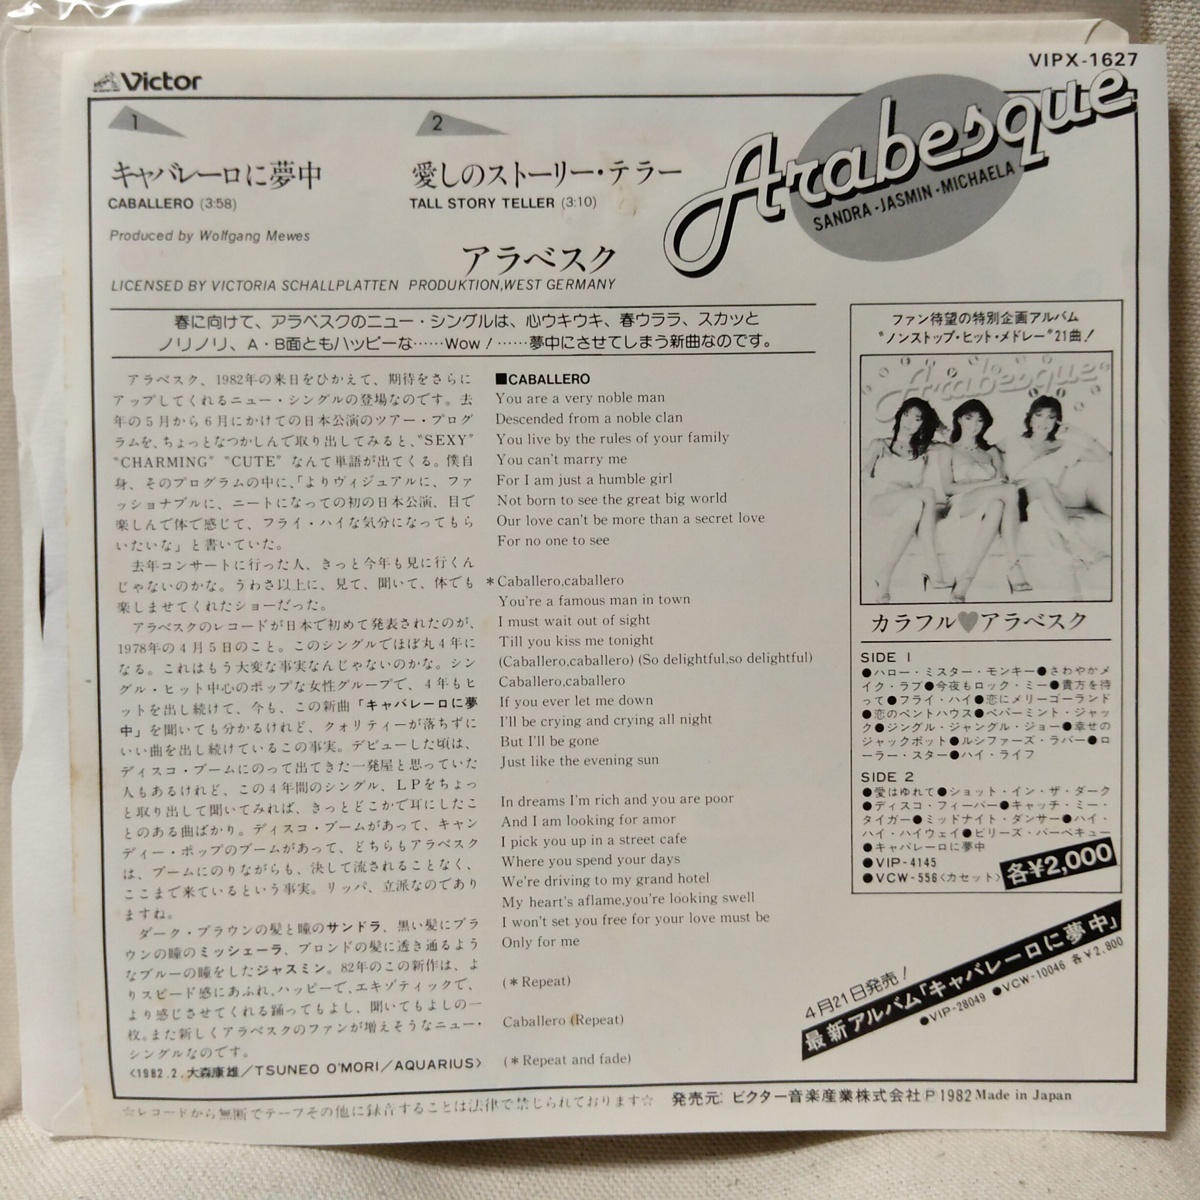 Victor
VIPX-1627
1
キャバレーロに夢中
CABALLERO (3:58)
2
愛しのストーリー・テラー
TALL STORY TELLER (3:10)
Arabesque
SANDRA-JASMIN-MICHAELA
Produced by Wolfgang Mewes
アラベスク
LICENSED BY VICTORIA SCHALLPLATTEN PRODUKTION,WEST GERMANY
春に向けて、アラベスクのニュー・シングルは、心ウキウキ、春ウララ、スカッと
ノリノリ、A・B面ともハッピーな……Wow!……夢中にさせてしまう新曲なのです。
アラベスク、1982年の来日をひかえて、期待をさらに
アップしてくれるニュー・シングルの登場なのです。去
年の5月から6月にかけての日本公演のツアー・プログ
ラムを、ちょっとなつかしんで取り出してみると、"SEXY"
"CHARMING" "CUTE" なんて単語が出てくる。僕自
身、そのプログラムの中に、「よりヴィジュアルに、ファ
ッショナブルに、ニートになっての初の日本公演、目で
楽しんで体で感じて、フライ・ハイな気分になってもら
いたいな」と書いていた。
去年コンサートに行った人、きっと今年も見に行くん
じゃないのかな。うわさ以上に、見て、聞いて、体でも
楽しませてくれたショーだった。
アラベスクのレコードが日本で初めて発表されたのが、
1978年の4月5日のこと。このシングルでほぼ丸4年に
なる。これはもう大変な事実なんじゃないのかな。シン
グル・ヒット中心のポップな女性グループで、4年もヒ
ットを出し続けて、今も、この新曲「キャバレーロに夢
中」を聞いても分かるけれど、クォリティーが落ちずに
いい曲を出し続けているこの事実。デビューした頃は、
ディスコ・ブームにのって出てきた一発屋と思っていた
人もあるけれど、この4年間のシングル、LPをちょっ
と取り出して聞いてみれば、きっとどこかで耳にしたこ
とのある曲ばかり。ディスコ・ブームがあって、キャン
ディー・ポップのブームがあって、どちらもアラベスク
は、ブームにのりながらも、決して流されることなく、
ここまで来ているという事実。リッパ、立派なのであり
ますね。
ダーク・ブラウンの髪と瞳のサンドラ、黒い髪にブラ
ウンの瞳のミッシェーラ、ブロンドの髪に透き通るよう
なブルーの瞳をしたジャスミン。82年のこの新作は、よ
りスピード感にあふれ、ハッピーで、エキゾティックで、
より感じさせてくれる踊ってもよし、聞いてもよしの一
枚。また新しくアラベスクのファンが増えそうなニュー・
シングルなのです。
〈1982.2.大森康雄/TSUNEO O'MORI/AQUARIUS〉
■CABALLERO
You are a very noble man
Descended from a noble clan
You live by the rules of your family
You can't marry me
For I am just a humble girl
Not born to see the great big world
Our love can't be more than a secret love
For no one to see
*Caballero,caballero
You're a famous man in town
I must wait out of sight
Till you kiss me tonight
(Caballero,caballero) (So delightful,so delightful)
Caballero,caballero
If you ever let me down
I'll be crying and crying all night
But I'll be gone
Just like the evening sun
In dreams I'm rich and you are poor
And I am looking for amor
I pick you up in a street cafe
Where you spend your days
We're driving to my grand hotel
My heart's aflame,you're looking swell
I won't set you free for your love must be
Only for me
(*Repeat)
Caballero (Repeat)
(*Repeat and fade)
ファン待望の特別企画アルバム
"ノンストップ・ヒット・メドレー"21曲!
Arabesque
カラフル♥アラベスク
SIDE 1
●ハロー・ミスター・モンキー●さわやかメ
イク・ラブ●今夜もロック・ミー●貴方を待
って●フライ・ハイ●恋にメリーゴーランド
●恋のペントハウス●ペパーミント・ジャッ
ク●ジングル・ジャングル・ジョー●幸せの
ジャックポット●ルシファーズ・ラバー●ロ
ーラー・スター●ハイ・ライフ
SIDE 2
●愛はゆれて●ショット・イン・ザ・ダーク
●ディスコ・フィーバー●キャッチ・ミー・
タイガー●ミッドナイト・ダンサー●ハイ・
ハイ・ハイウェイ●ビリーズ・バーベキュー
●キャバレーロに夢中
●VIP-4145
●VCW-556〈カセット〉
各¥2,000
4月21日発売!
最新アルバム「キャバレーロに夢中」
●VIP-28049 ●VCW-10046 各¥2,800
☆レコードから無断でテープその他に録音することは法律で禁じられております☆
発売元: ビクター音楽産業株式会社 Ⓟ 1982 Made in Japan